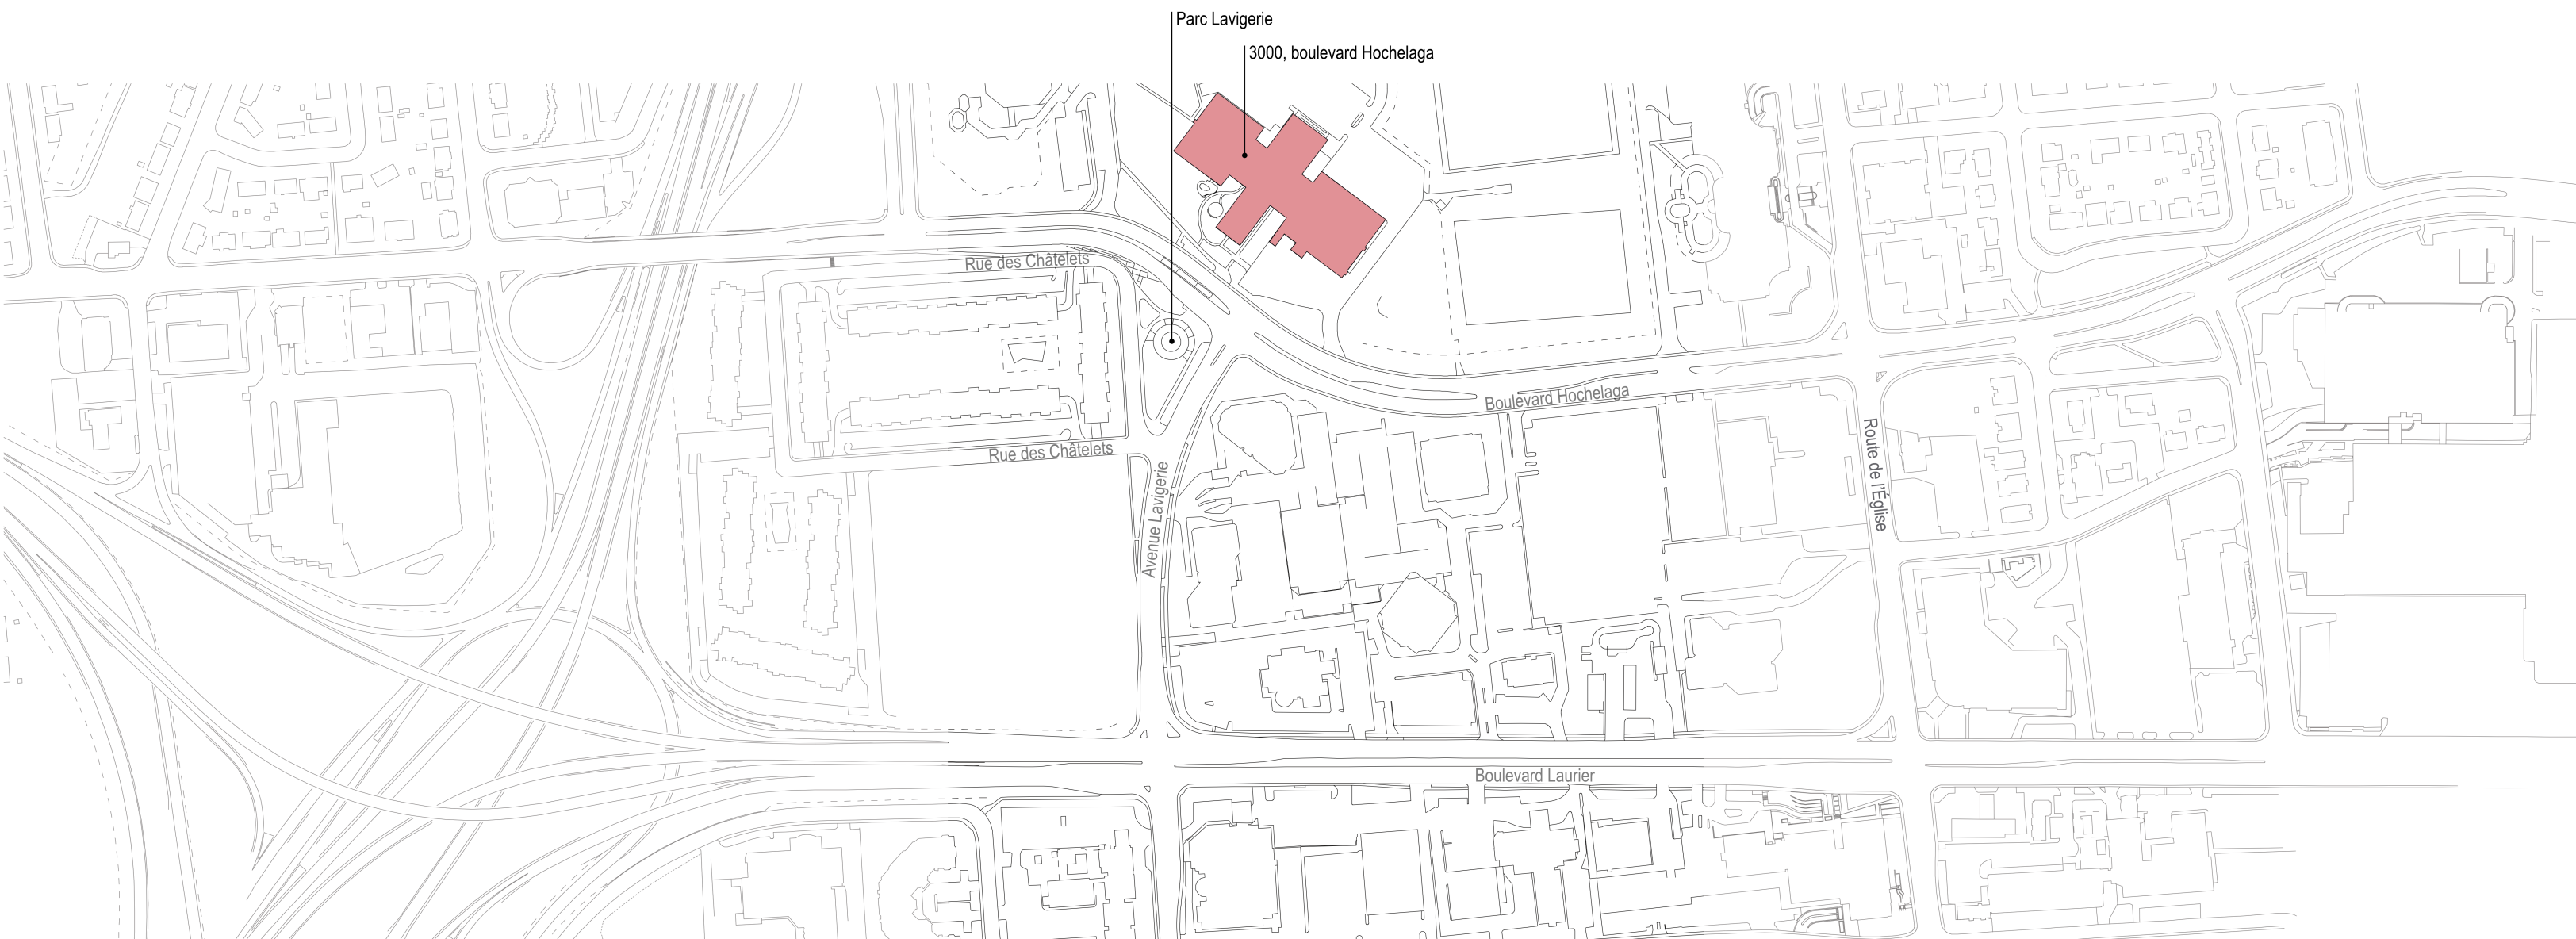 Parc Lavigerie
3000, boulevard Hochelaga
Rue des Châtelets
Boulevard Hochelaga
Rue des Châtelets
Avenue Lavigerie
Route de l'Église
Boulevard Laurier